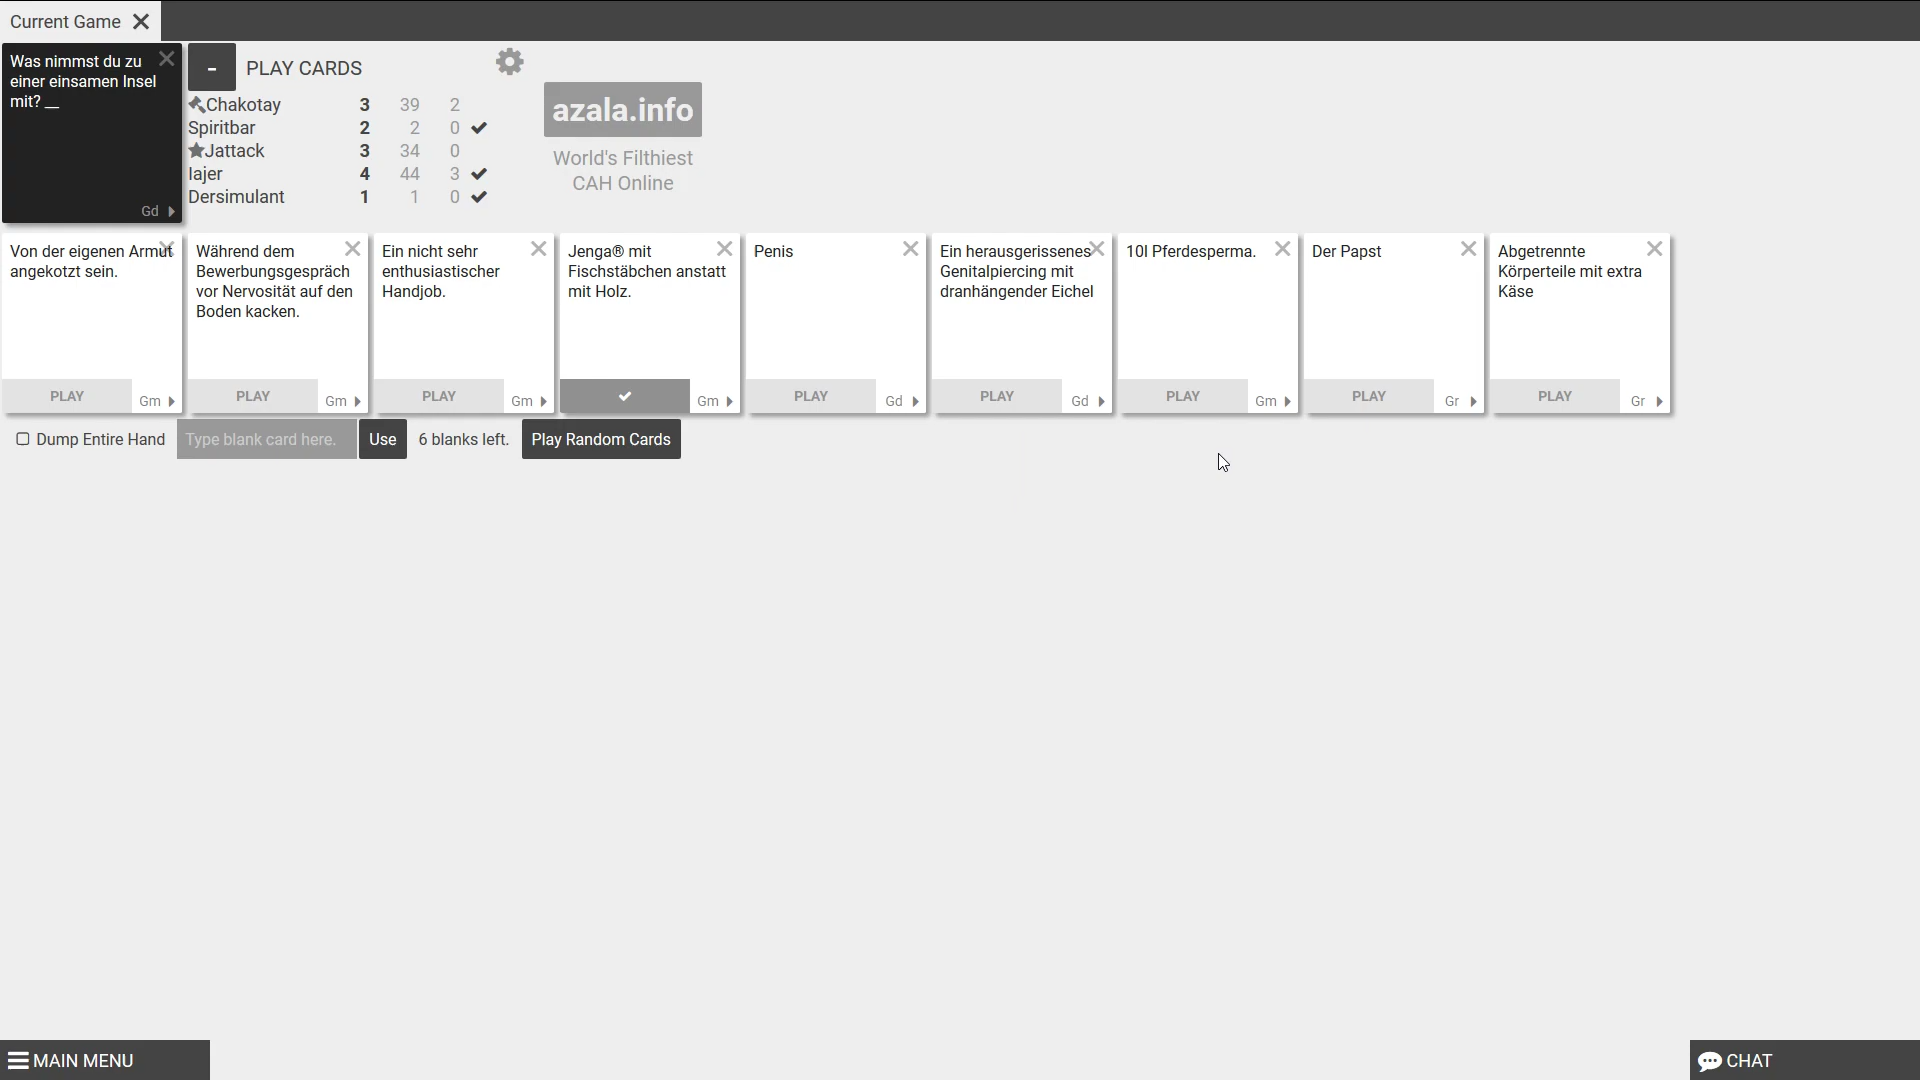 Current Game
Was nimmst du zu
einer einsamen Insel
mit? __
Gd
-
PLAY CARDS
Chakotay 3 39 2
Spiritbar 2 2 0
Jattack 3 34 0
lajer 4 44 3
Dersimulant 1 1 0
azala.info
World's Filthiest
CAH Online
Von der eigenen Armut
angekotzt sein.
PLAY Gm
Während dem
Bewerbungsgespräch
vor Nervosität auf den
Boden kacken.
PLAY Gm
Ein nicht sehr
enthusiastischer
Handjob.
PLAY Gm
Jenga® mit
Fischstäbchen anstatt
mit Holz.
Gm
Penis
PLAY Gd
Ein herausgerissenes
Genitalpiercing mit
dranhängender Eichel
PLAY Gd
10l Pferdesperma.
PLAY Gm
Der Papst
PLAY Gr
Abgetrennte
Körperteile mit extra
Käse
PLAY Gr
Dump Entire Hand
Type blank card here.
Use
6 blanks left.
Play Random Cards
MAIN MENU
CHAT